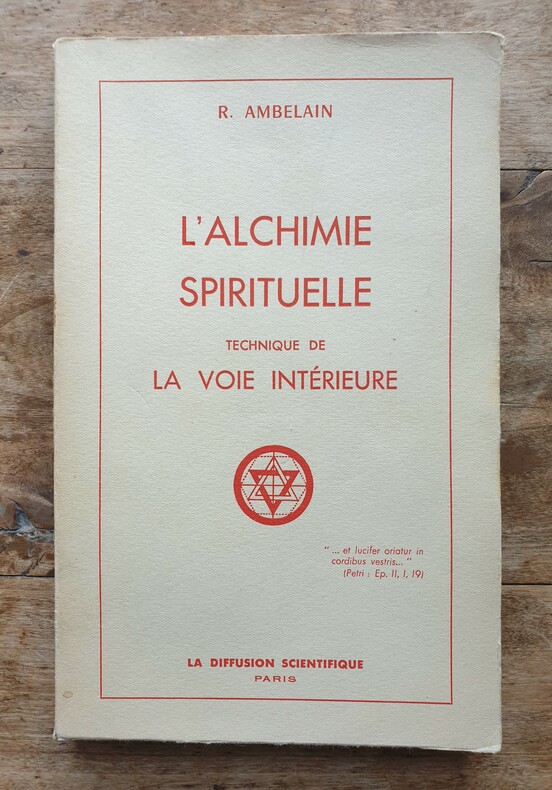 R. AMBELAIN
L'ALCHIMIE
SPIRITUELLE
TECHNIQUE DE
LA VOIE INTÉRIEURE
"... et lucifer oriatur in
cordibus vestris..."
(Petri : Ep. II, I, 19)
LA DIFFUSION SCIENTIFIQUE
PARIS